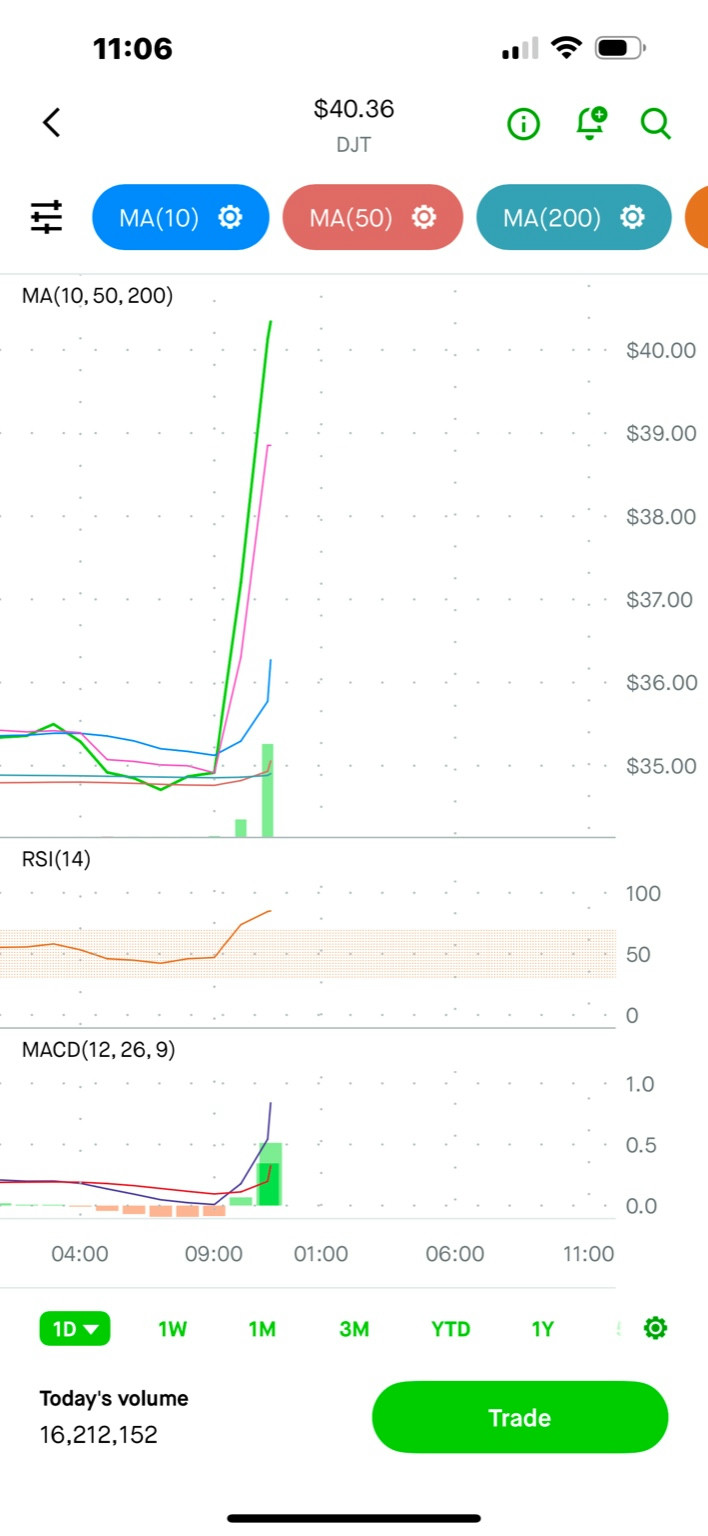 11:06
$40.36
DJT
MA(10) MA(50) MA(200)
MA(10, 50, 200)
$40.00
$39.00
$38.00
$37.00
$36.00
$35.00
RSI(14)
100
50
0
MACD(12, 26, 9)
1.0
0.5
0.0
04:00 09:00 01:00 06:00 11:00
1D 1W 1M 3M YTD 1Y
Today's volume
16,212,152
Trade